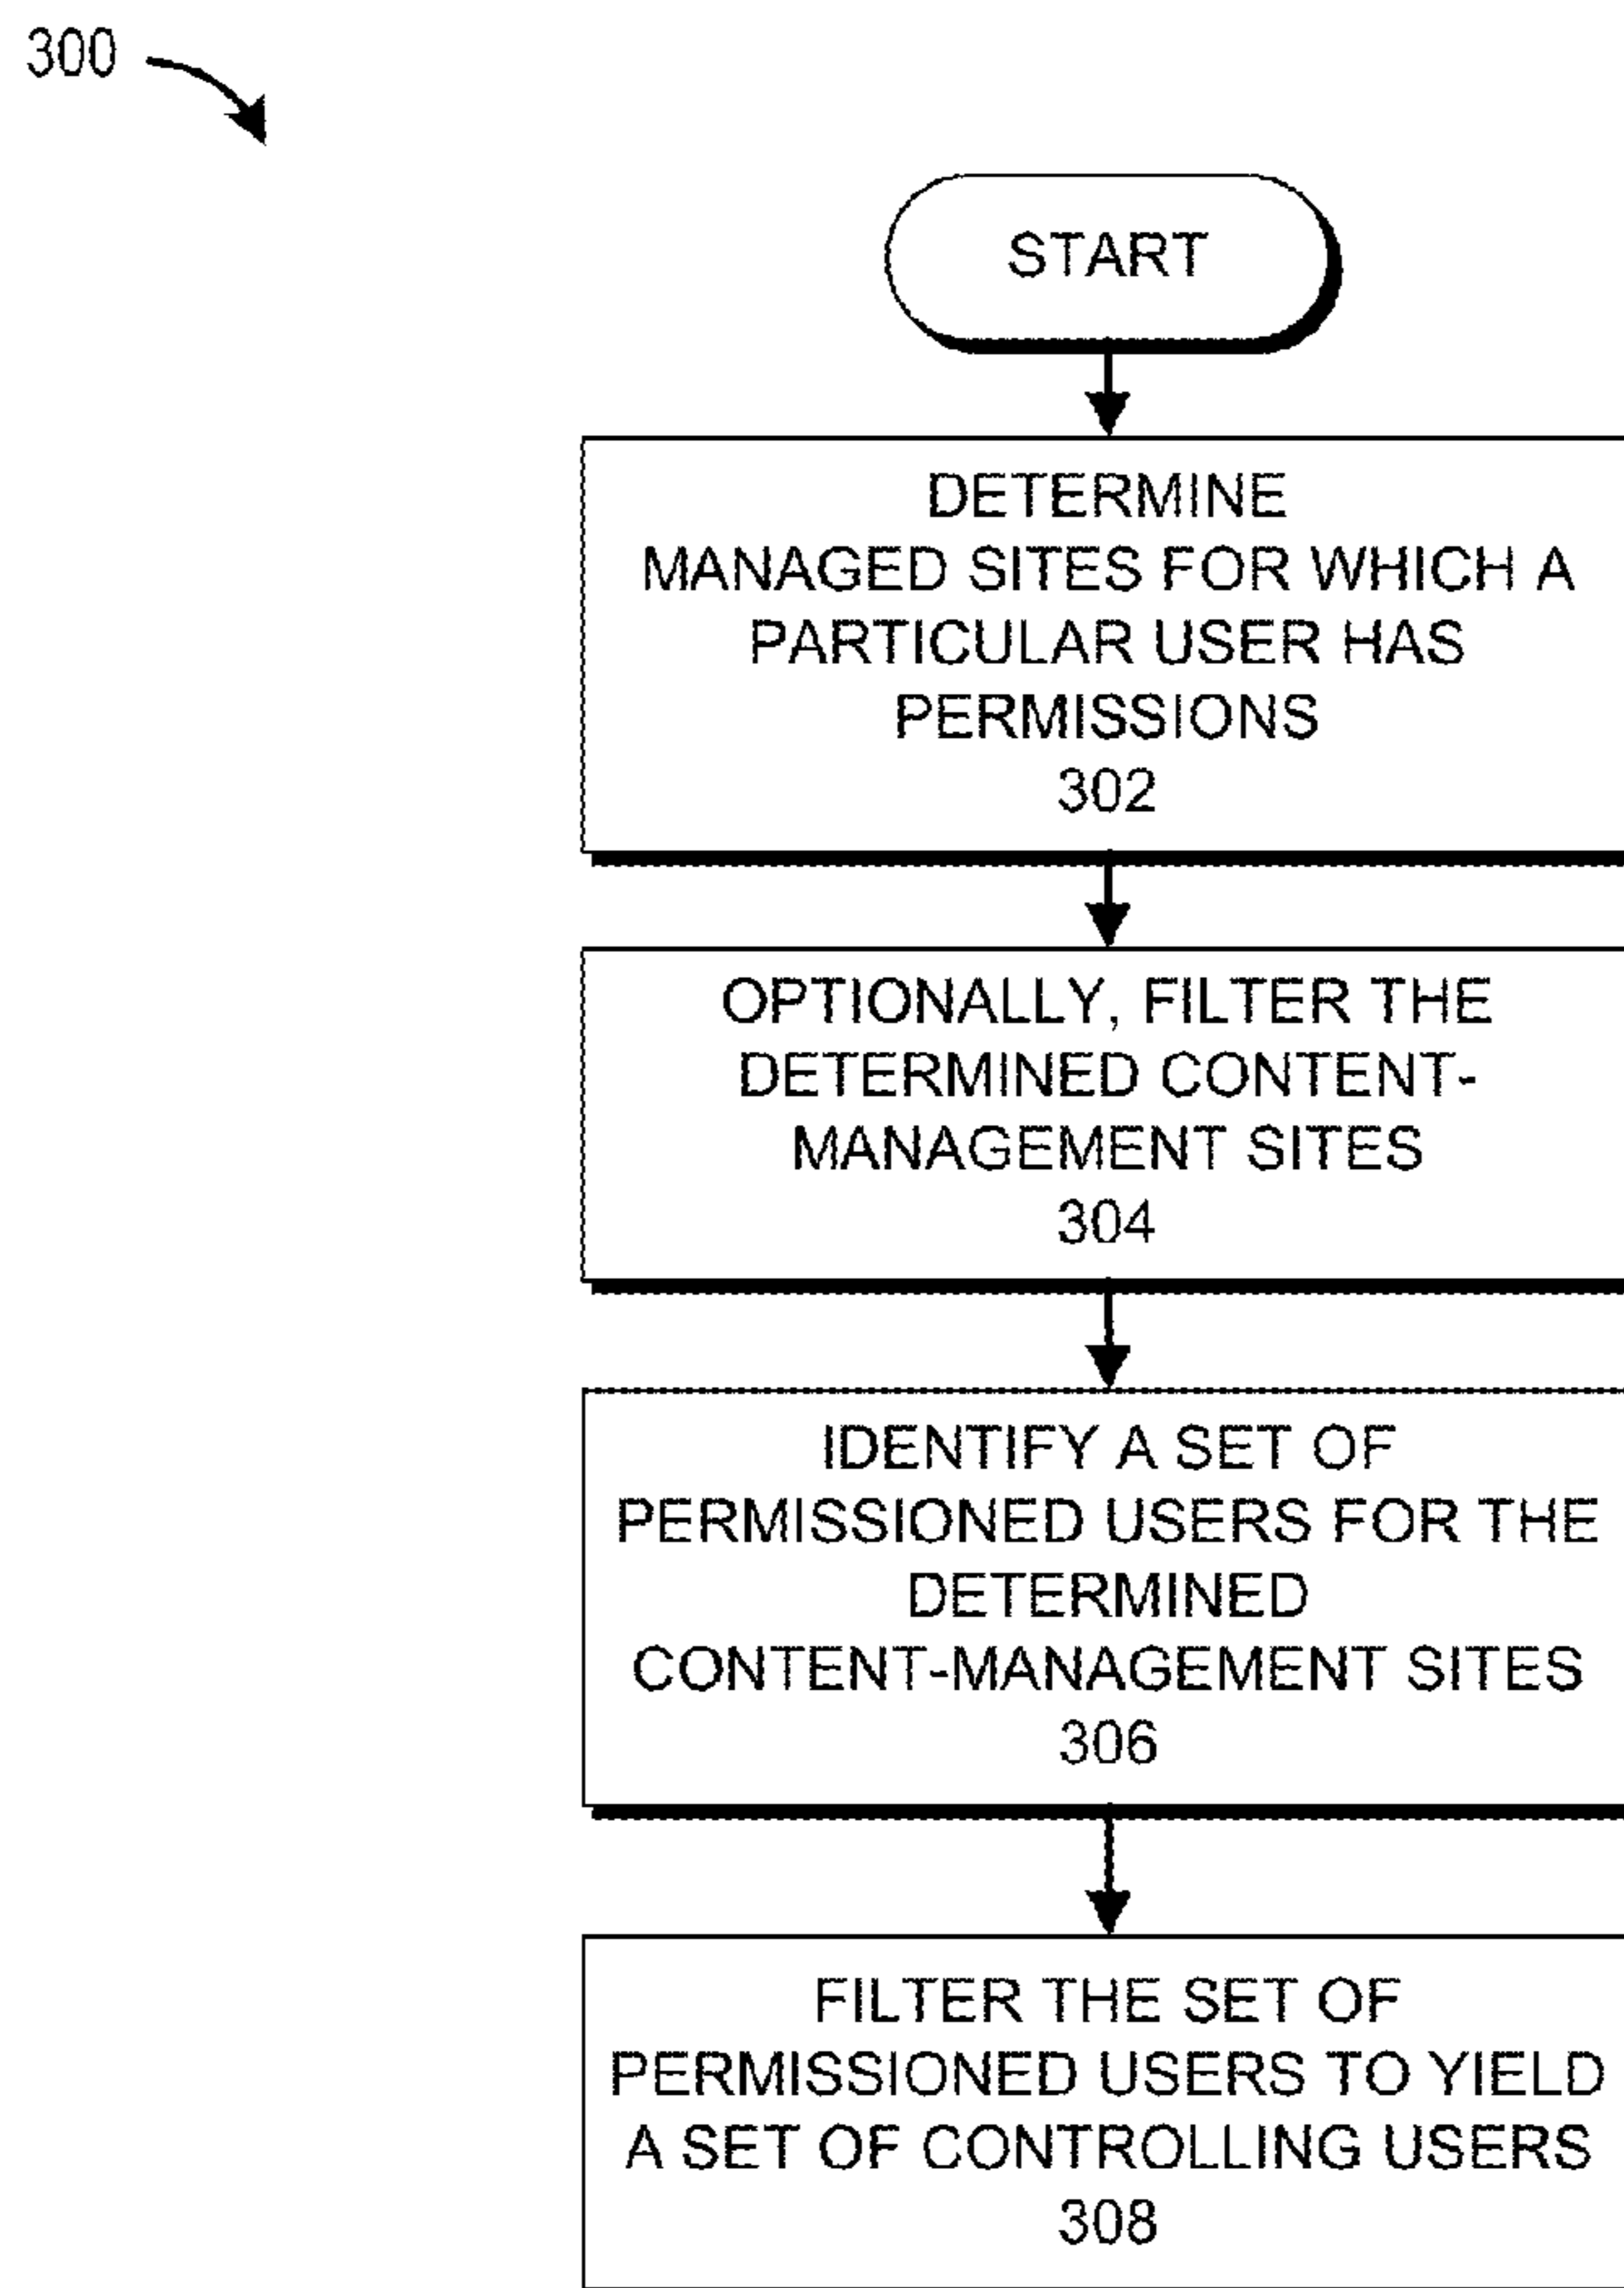 300
START
DETERMINE
MANAGED SITES FOR WHICH A
PARTICULAR USER HAS
PERMISSIONS
302
OPTIONALLY, FILTER THE
DETERMINED CONTENT-
MANAGEMENT SITES
304
IDENTIFY A SET OF
PERMISSIONED USERS FOR THE
DETERMINED
CONTENT-MANAGEMENT SITES
306
FILTER THE SET OF
PERMISSIONED USERS TO YIELD
A SET OF CONTROLLING USERS
308